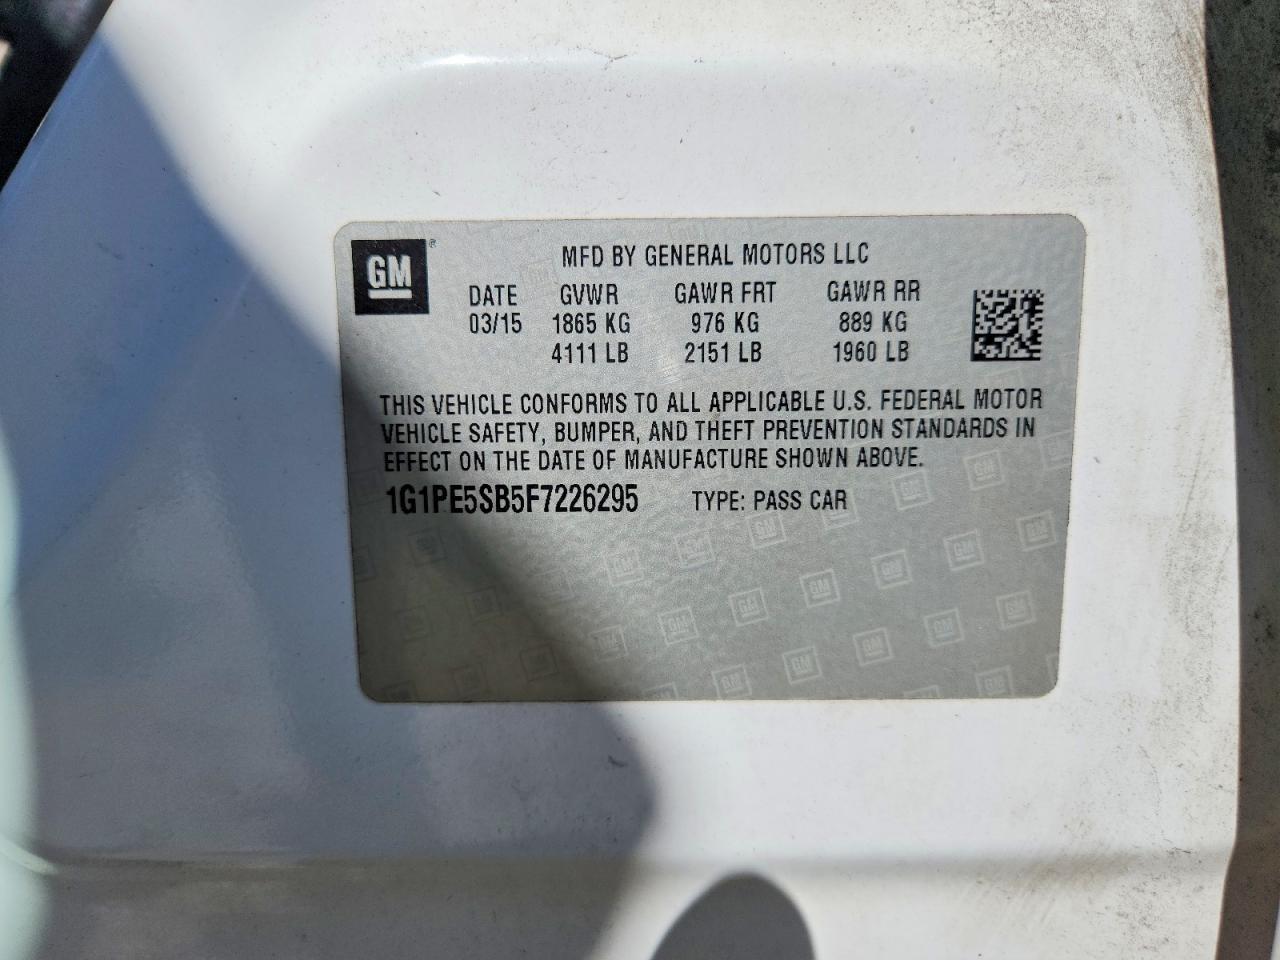 GM®
MFD BY GENERAL MOTORS LLC
DATE GVWR GAWR FRT GAWR RR
03/15 1865 KG 976 KG 889 KG
4111 LB 2151 LB 1960 LB
THIS VEHICLE CONFORMS TO ALL APPLICABLE U.S. FEDERAL MOTOR
VEHICLE SAFETY, BUMPER, AND THEFT PREVENTION STANDARDS IN
EFFECT ON THE DATE OF MANUFACTURE SHOWN ABOVE.
1G1PE5SB5F7226295 TYPE: PASS CAR